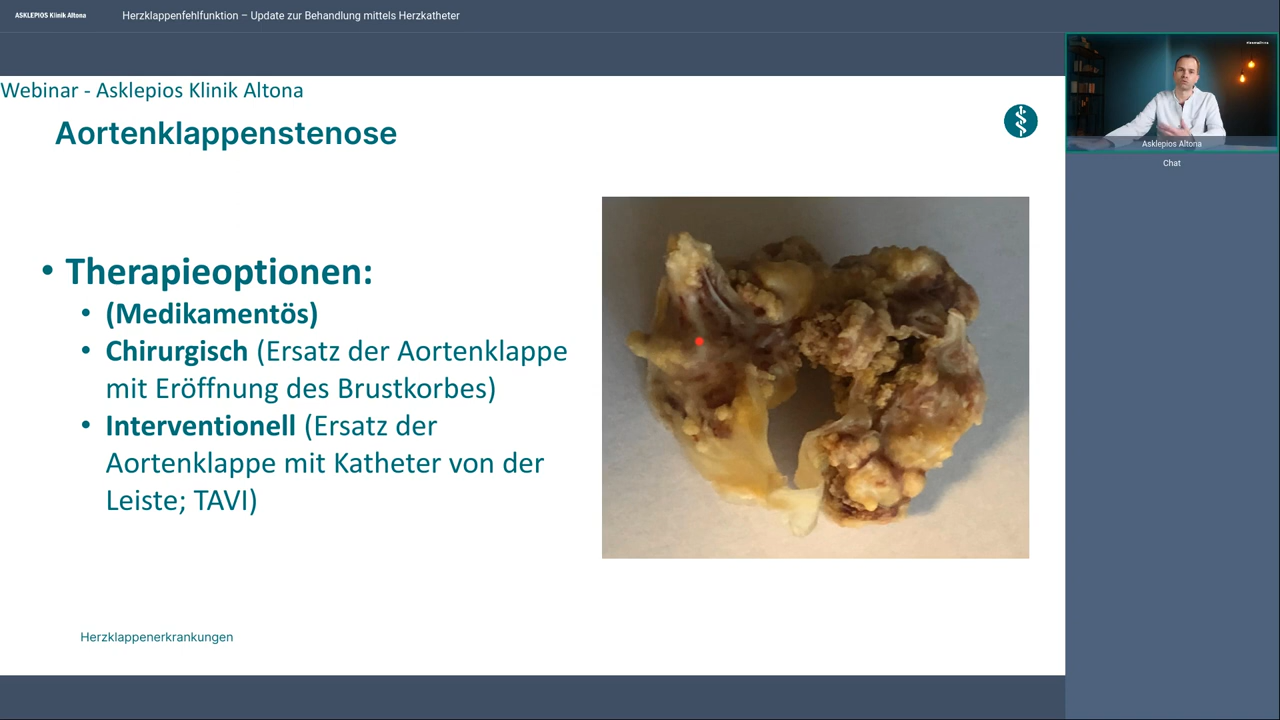 ASKLEPIOS Klinik Altona
Herzklappenfehlfunktion – Update zur Behandlung mittels Herzkatheter
Webinar - Asklepios Klinik Altona
Aortenklappenstenose
• Therapieoptionen:
• (Medikamentös)
• Chirurgisch (Ersatz der Aortenklappe
mit Eröffnung des Brustkorbes)
• Interventionell (Ersatz der
Aortenklappe mit Katheter von der
Leiste; TAVI)
Herzklappenerkrankungen
Asklepios Altona
Chat